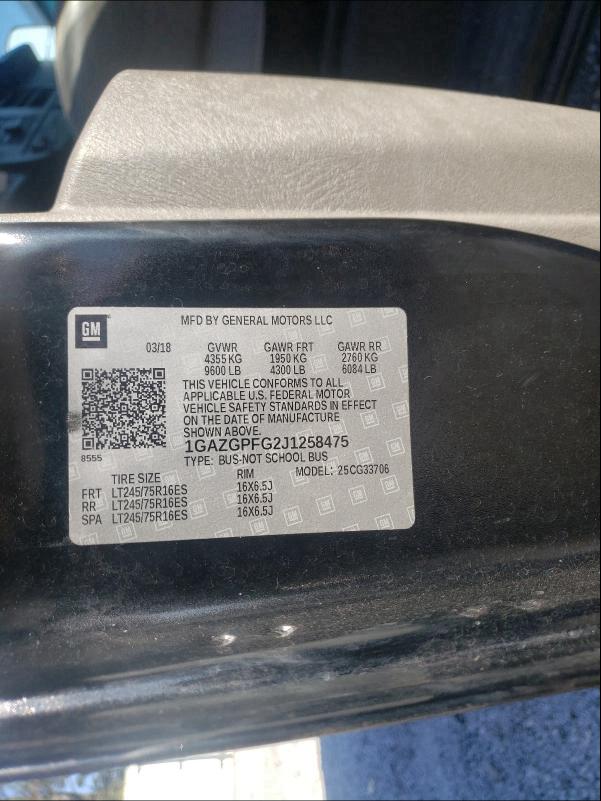 GM
MFD BY GENERAL MOTORS LLC
03/18 GVWR GAWR FRT GAWR RR
4355 KG 1950 KG 2760 KG
9600 LB 4300 LB 6084 LB
THIS VEHICLE CONFORMS TO ALL
APPLICABLE U.S. FEDERAL MOTOR
VEHICLE SAFETY STANDARDS IN EFFECT
ON THE DATE OF MANUFACTURE
SHOWN ABOVE.
8555 1GAZGPFG2J1258475
TYPE: BUS-NOT SCHOOL BUS
TIRE SIZE RIM MODEL: 25CG33706
FRT LT245/75R16ES 16X6.5J
RR LT245/75R16ES 16X6.5J
SPA LT245/75R16ES 16X6.5J